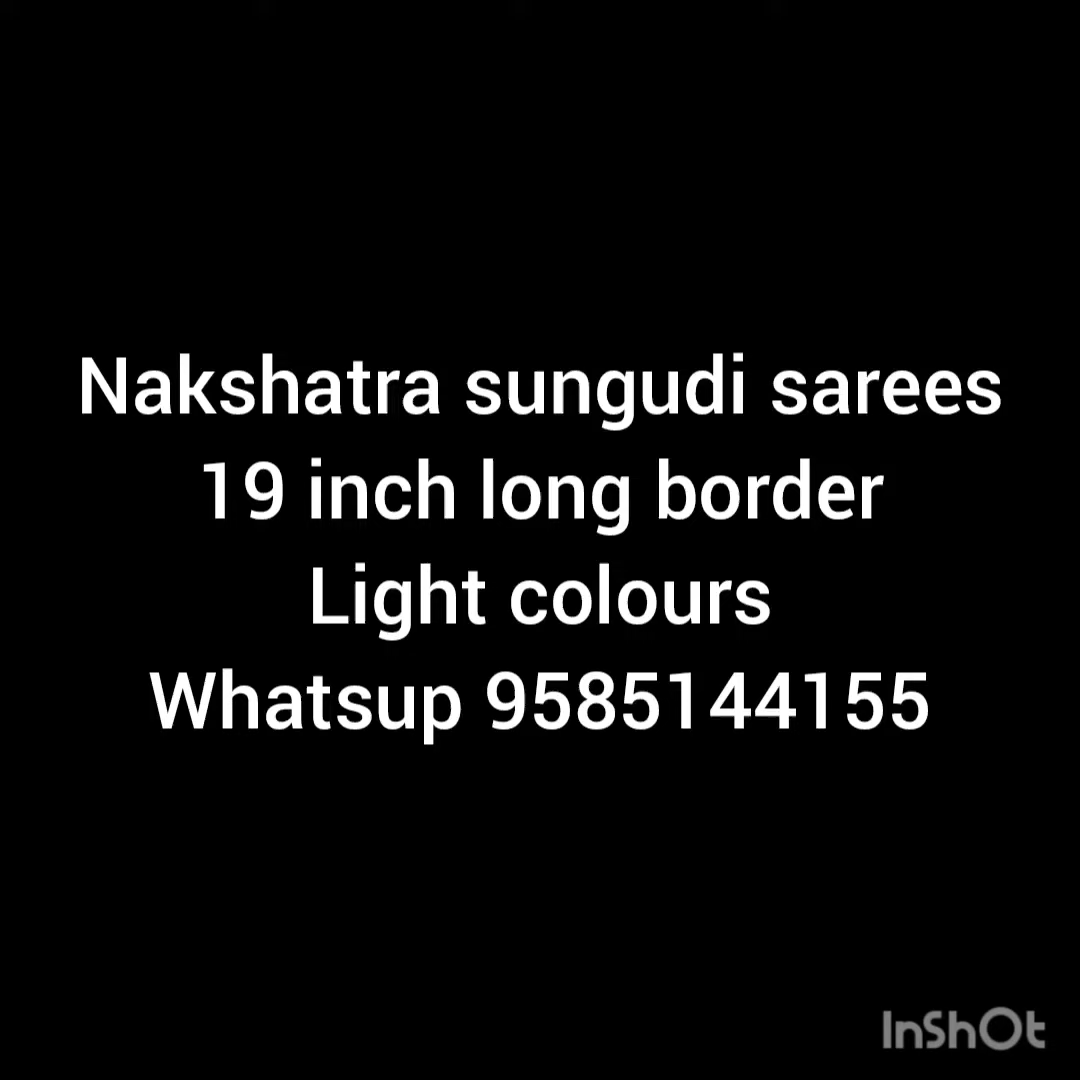 Nakshatra sungudi sarees
19 inch long border
Light colours
Whatsup 9585144155
InShOt